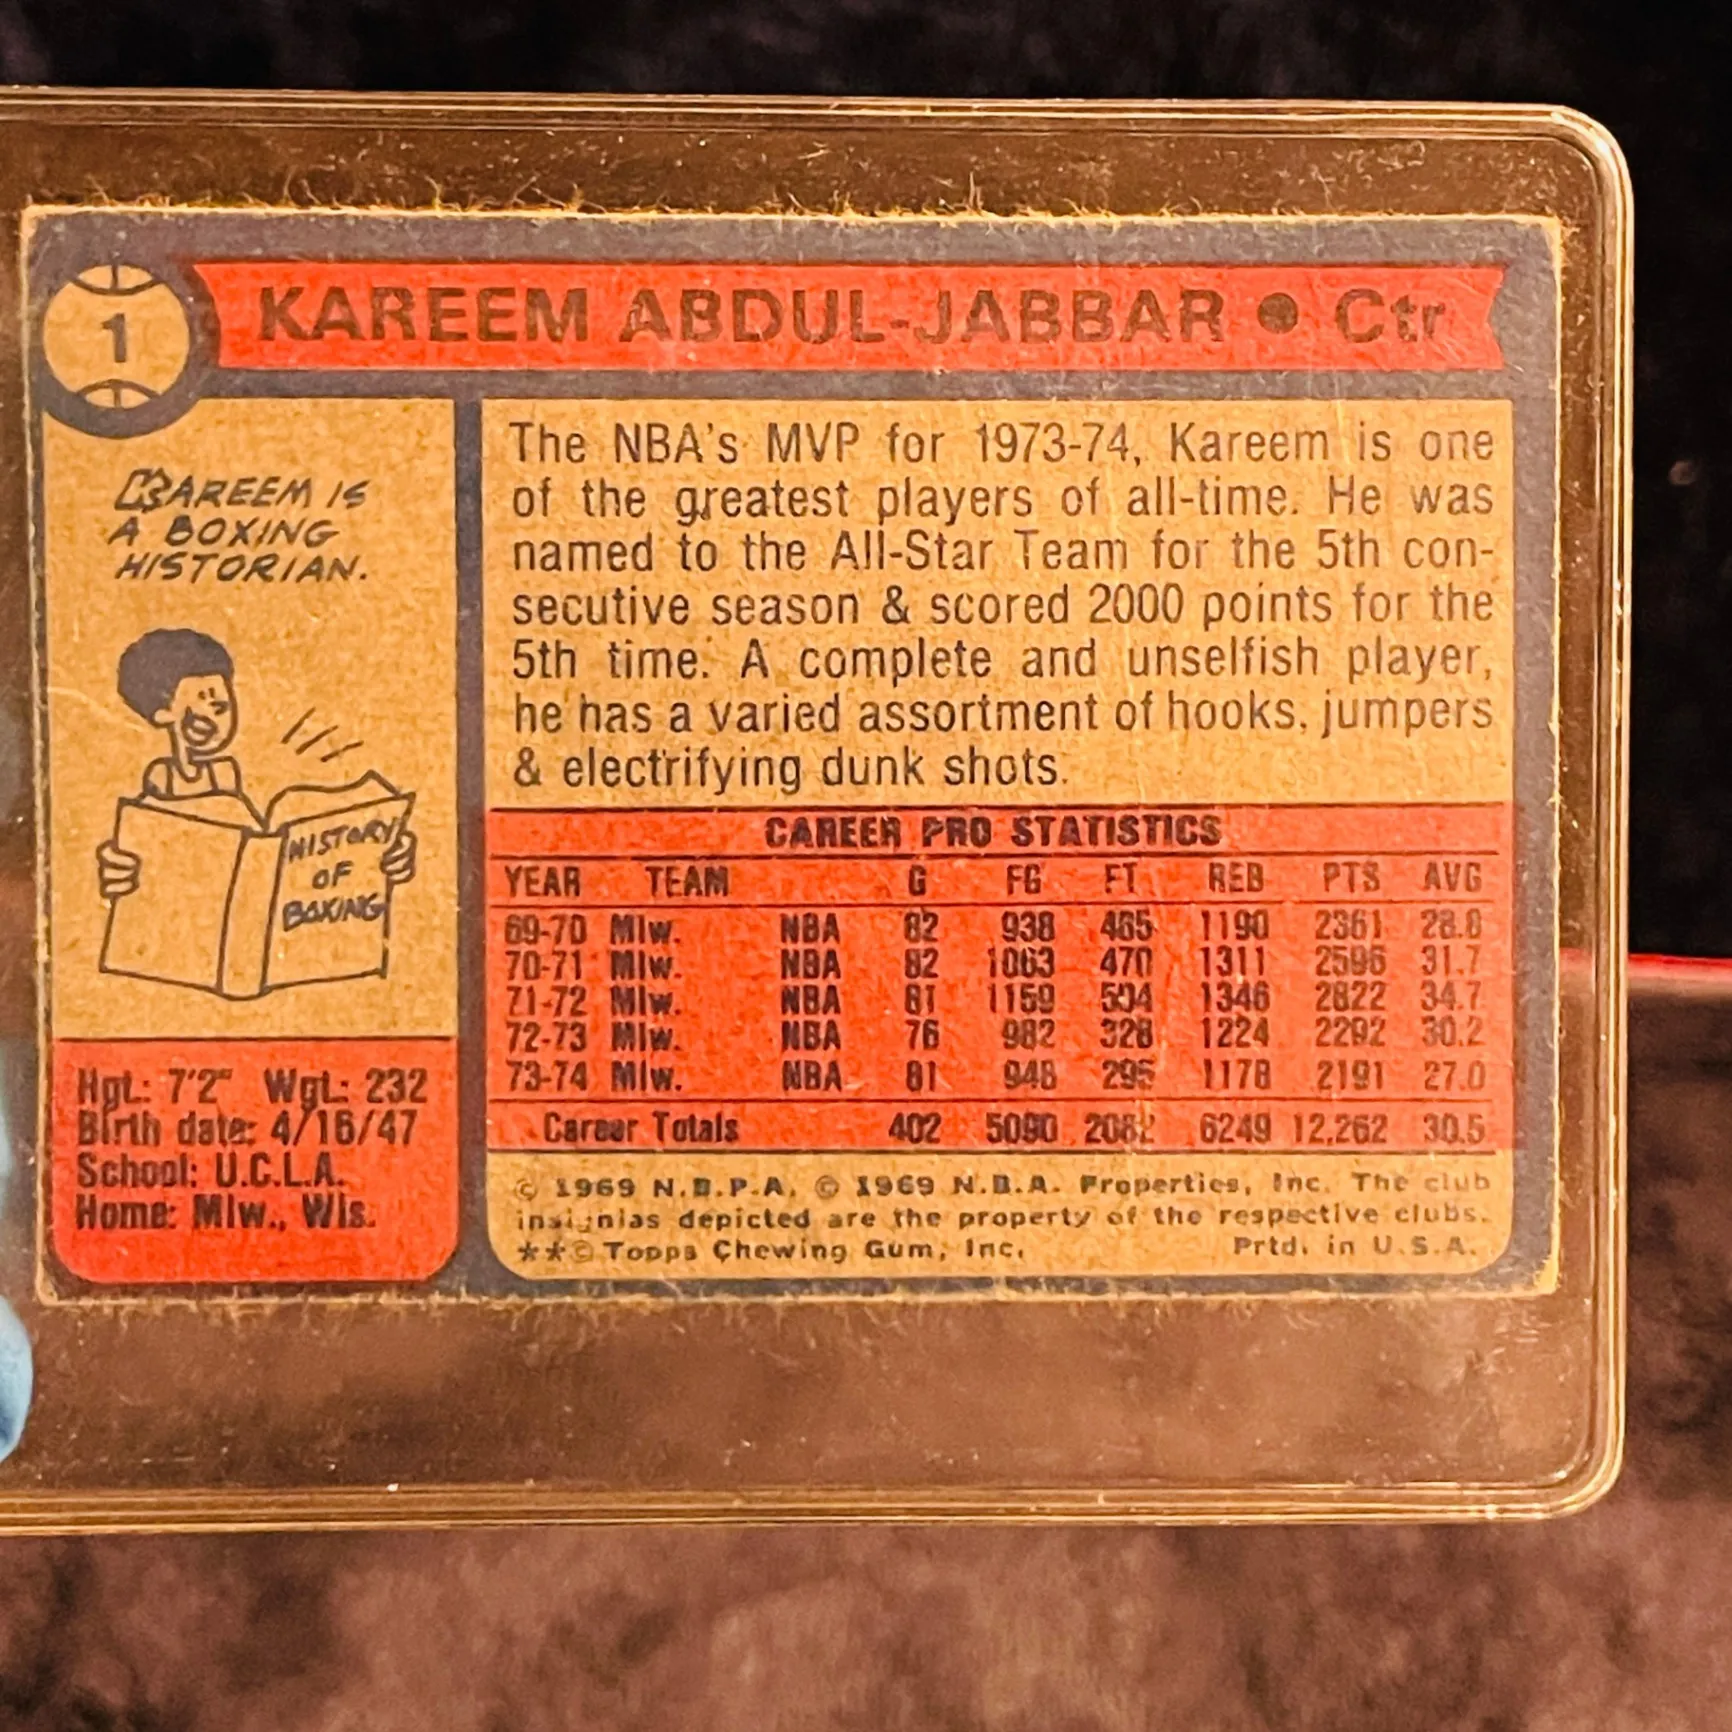 1
KAREEM ABDUL-JABBAR ● Ctr
KAREEM IS
A BOXING
HISTORIAN.
HISTORY
OF
BOXING
Hgt.: 7'2" Wgt.: 232
Birth date: 4/16/47
School: U.C.L.A.
Home: Mlw., Wis.
The NBA's MVP for 1973-74, Kareem is one
of the greatest players of all-time. He was
named to the All-Star Team for the 5th con-
secutive season & scored 2000 points for the
5th time. A complete and unselfish player,
he has a varied assortment of hooks, jumpers
& electrifying dunk shots.
CAREER PRO STATISTICS
YEAR TEAM G FG FT REB PTS AVG
69-70 Mlw. NBA 82 938 485 1190 2361 28.8
70-71 Mlw. NBA 82 1063 470 1311 2596 31.7
71-72 Mlw. NBA 81 1159 504 1346 2822 34.7
72-73 Mlw. NBA 76 982 328 1224 2292 30.2
73-74 Mlw. NBA 81 948 295 1178 2191 27.0
Career Totals 402 5090 2082 6249 12,262 30.5
© 1969 N.B.P.A. © 1969 N.B.A. Properties, Inc. The club
insignias depicted are the property of the respective clubs.
**© Topps Chewing Gum, Inc. Prtd. in U.S.A.